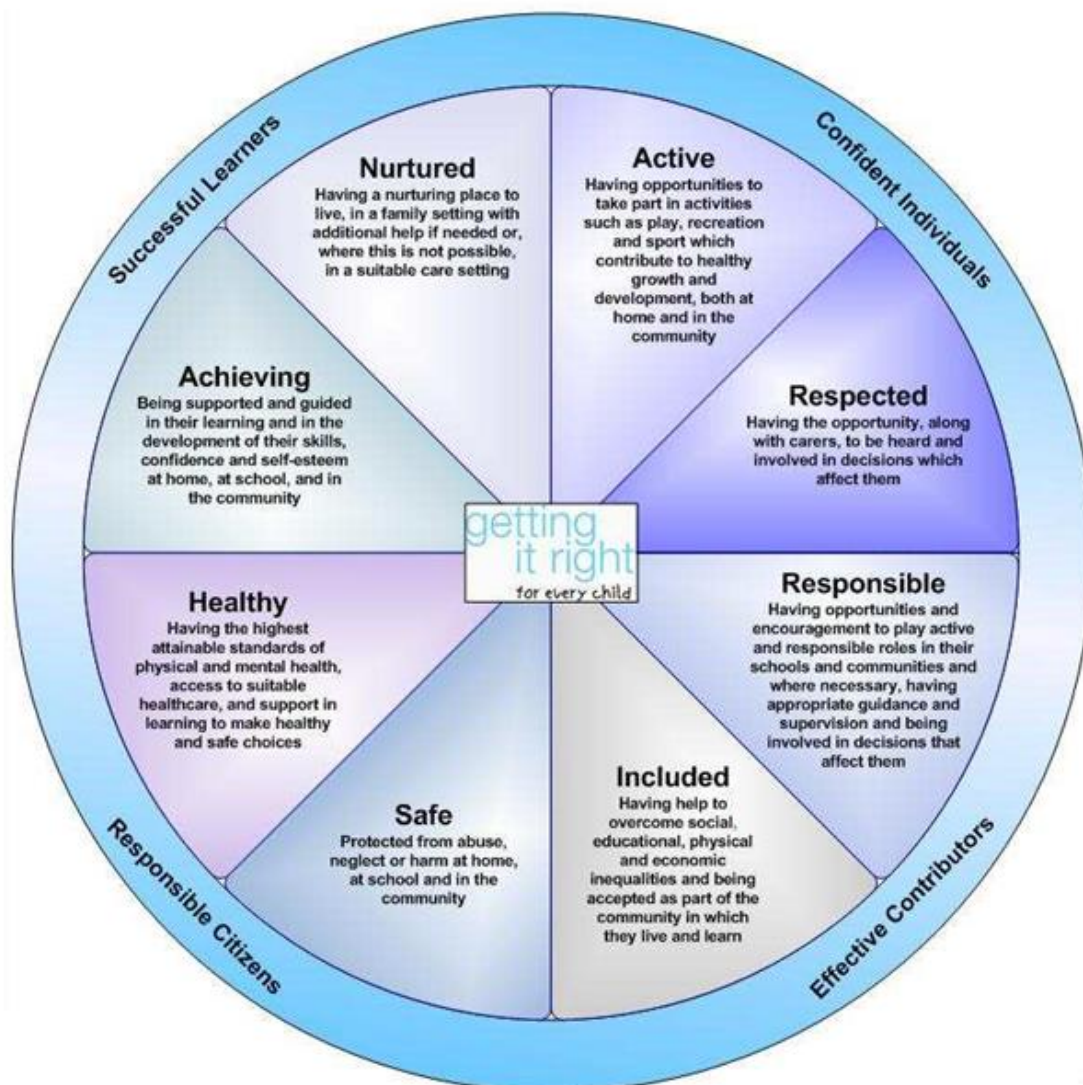 Successful Learners
Confident Individuals
Nurtured
Having a nurturing place to
live, in a family setting with
additional help if needed or,
where this is not possible,
in a suitable care setting
Active
Having opportunities to
take part in activities
such as play, recreation
and sport which
contribute to healthy
growth and
development, both at
home and in the
community
Achieving
Being supported and guided
in their learning and in the
development of their skills,
confidence and self-esteem
at home, at school, and in
the community
Respected
Having the opportunity, along
with carers, to be heard and
involved in decisions which
affect them
getting
it right
for every child
Healthy
Having the highest
attainable standards of
physical and mental health,
access to suitable
healthcare, and support in
learning to make healthy
and safe choices
Responsible
Having opportunities and
encouragement to play active
and responsible roles in their
schools and communities and
where necessary, having
appropriate guidance and
supervision and being
involved in decisions that
affect them
Safe
Protected from abuse,
neglect or harm at home,
at school and in the
community
Included
Having help to
overcome social,
educational, physical
and economic
inequalities and being
accepted as part of the
community in which
they live and learn
Responsible Citizens
Effective Contributors